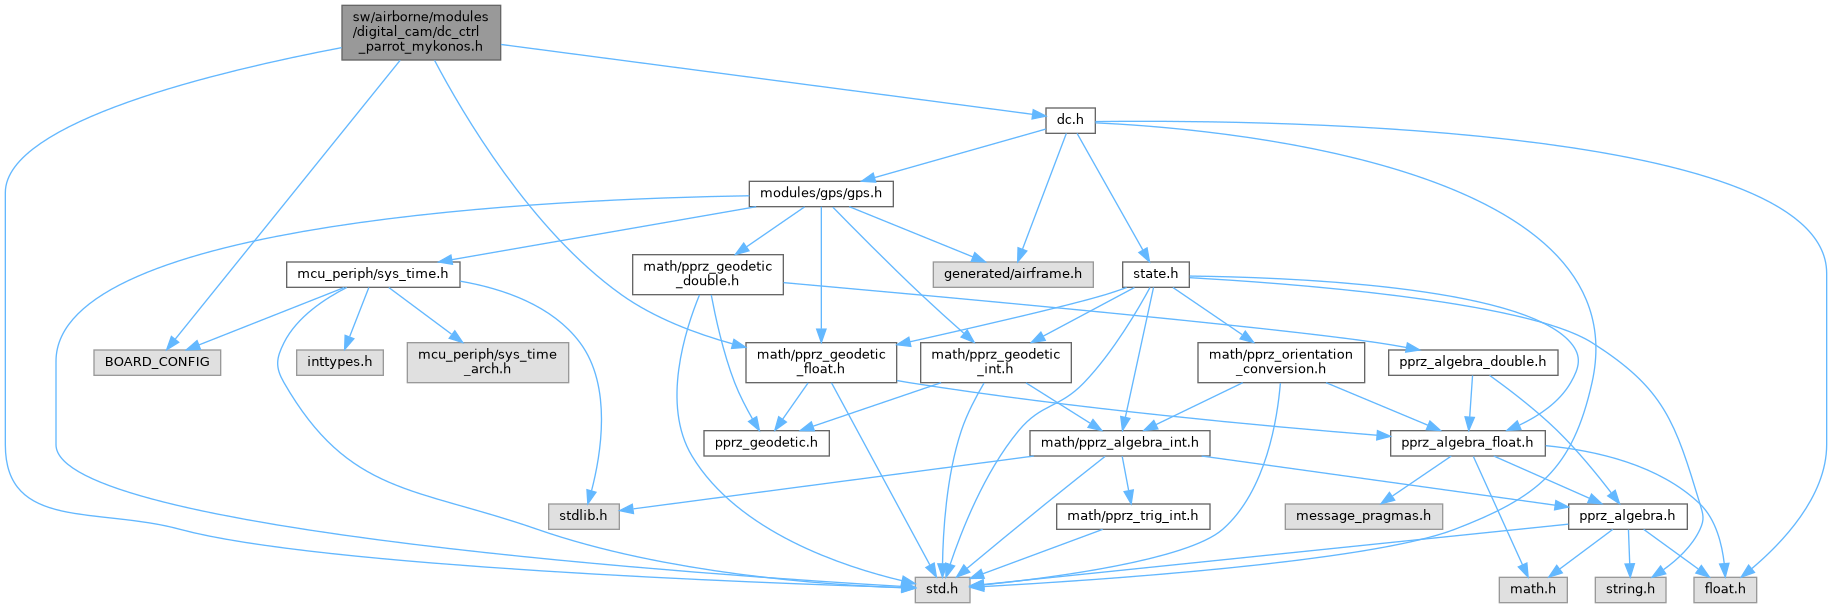 sw/airborne/modules
/digital_cam/dc_ctrl
_parrot_mykonos.h
dc.h
modules/gps/gps.h
mcu_periph/sys_time.h
math/pprz_geodetic
_double.h
generated/airframe.h
state.h
BOARD_CONFIG
inttypes.h
mcu_periph/sys_time
_arch.h
math/pprz_geodetic
_float.h
math/pprz_geodetic
_int.h
math/pprz_orientation
_conversion.h
pprz_algebra_double.h
pprz_geodetic.h
math/pprz_algebra_int.h
pprz_algebra_float.h
stdlib.h
math/pprz_trig_int.h
message_pragmas.h
pprz_algebra.h
std.h
math.h
string.h
float.h